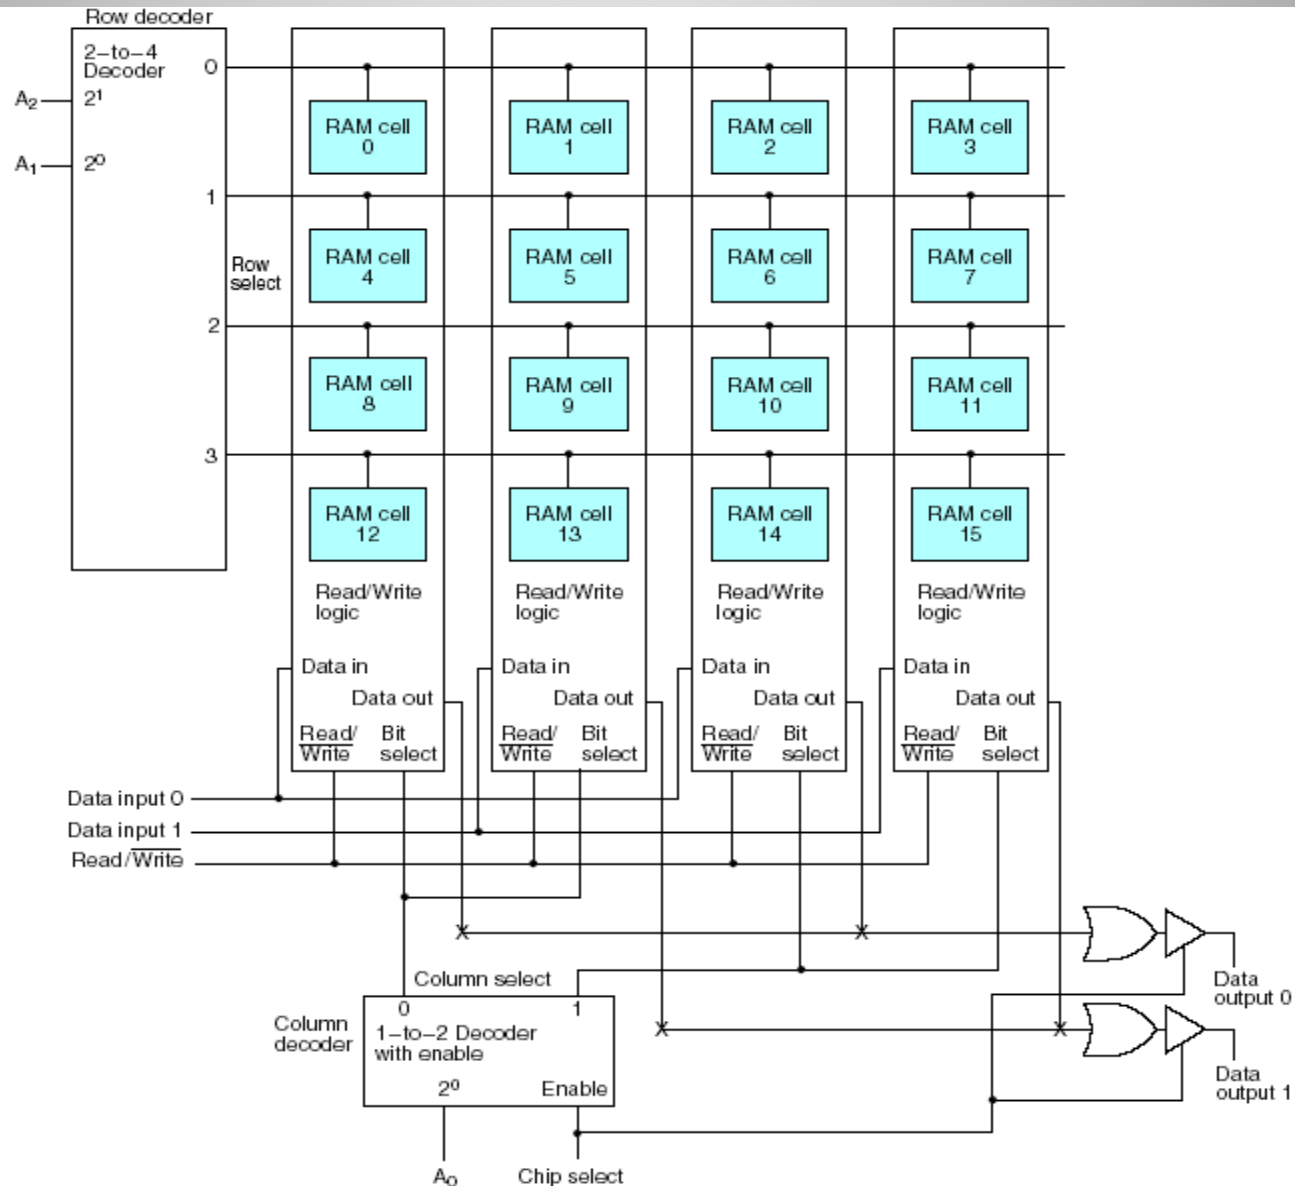 Row decoder
2–to–4
Decoder
0
A2
2¹
A1
2⁰
RAM cell
0
RAM cell
1
RAM cell
2
RAM cell
3
1
RAM cell
4
RAM cell
5
RAM cell
6
RAM cell
7
Row
select
2
RAM cell
8
RAM cell
9
RAM cell
10
RAM cell
11
3
RAM cell
12
RAM cell
13
RAM cell
14
RAM cell
15
Read/Write
logic
Read/Write
logic
Read/Write
logic
Read/Write
logic
Data in
Data out
Read/
Write
Bit
select
Data in
Data out
Read/
Write
Bit
select
Data in
Data out
Read/
Write
Bit
select
Data in
Data out
Read/
Write
Bit
select
Data input 0
Data input 1
Read/Write
X
X
Column select
Data
output 0
0
1
Column
decoder
1–to–2 Decoder
with enable
X
X
2⁰
Enable
Data
output 1
A0
Chip select